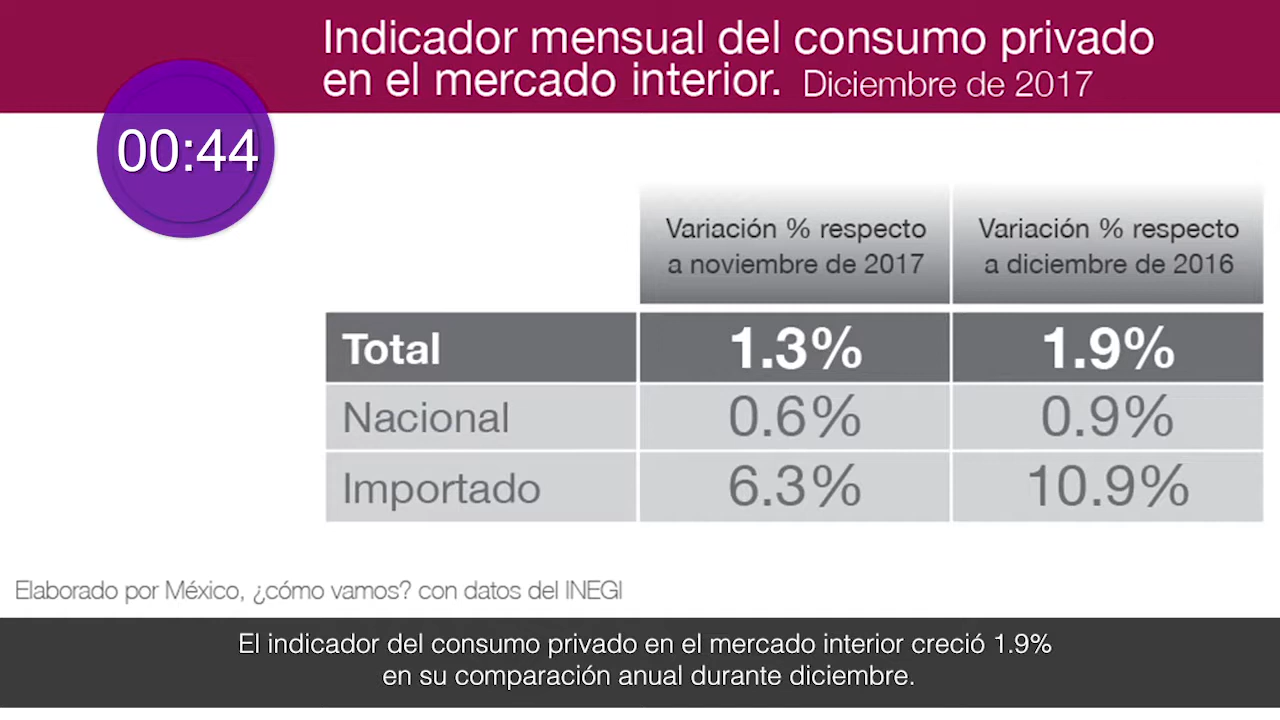 Indicador mensual del consumo privado
en el mercado interior. Diciembre de 2017
00:44
Variación % respecto
a noviembre de 2017
Variación % respecto
a diciembre de 2016
Total 1.3% 1.9%
Nacional 0.6% 0.9%
Importado 6.3% 10.9%
Elaborado por México, ¿cómo vamos? con datos del INEGI
El indicador del consumo privado en el mercado interior creció 1.9%
en su comparación anual durante diciembre.